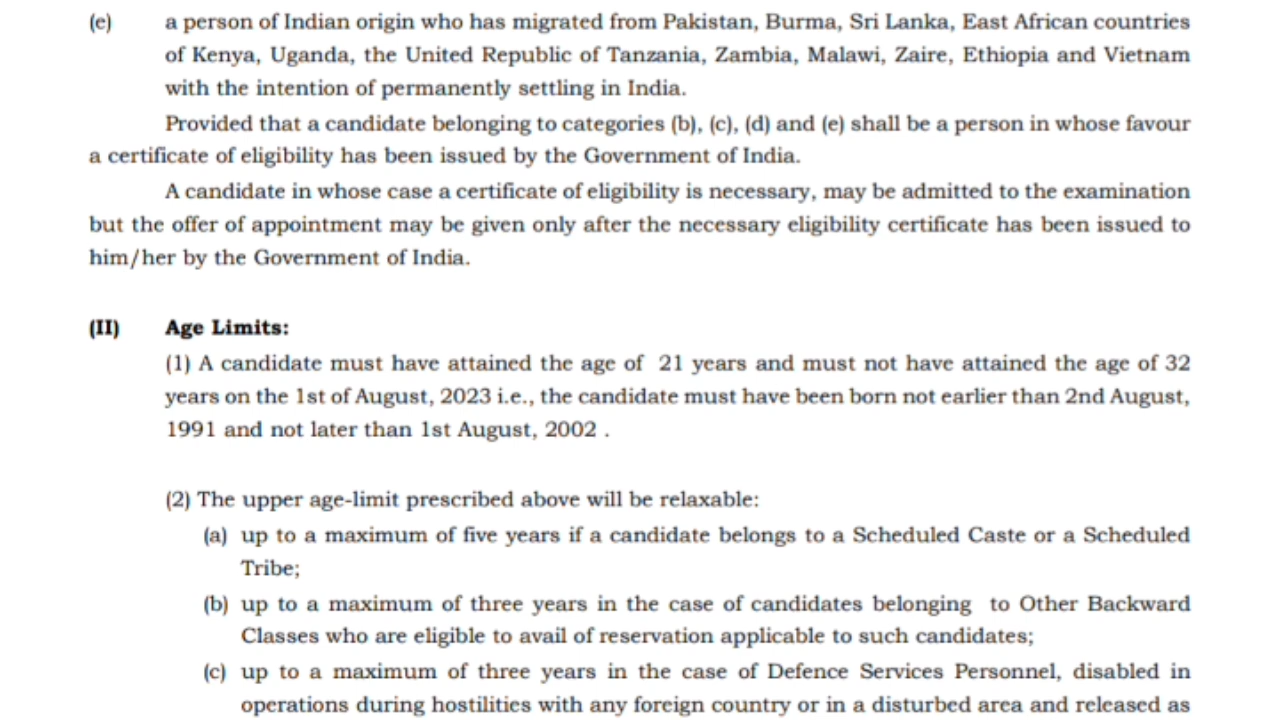 (e) a person of Indian origin who has migrated from Pakistan, Burma, Sri Lanka, East African countries
of Kenya, Uganda, the United Republic of Tanzania, Zambia, Malawi, Zaire, Ethiopia and Vietnam
with the intention of permanently settling in India.
Provided that a candidate belonging to categories (b), (c), (d) and (e) shall be a person in whose favour
a certificate of eligibility has been issued by the Government of India.
A candidate in whose case a certificate of eligibility is necessary, may be admitted to the examination
but the offer of appointment may be given only after the necessary eligibility certificate has been issued to
him/her by the Government of India.
(II) Age Limits:
(1) A candidate must have attained the age of 21 years and must not have attained the age of 32
years on the 1st of August, 2023 i.e., the candidate must have been born not earlier than 2nd August,
1991 and not later than 1st August, 2002 .
(2) The upper age-limit prescribed above will be relaxable:
(a) up to a maximum of five years if a candidate belongs to a Scheduled Caste or a Scheduled
Tribe;
(b) up to a maximum of three years in the case of candidates belonging to Other Backward
Classes who are eligible to avail of reservation applicable to such candidates;
(c) up to a maximum of three years in the case of Defence Services Personnel, disabled in
operations during hostilities with any foreign country or in a disturbed area and released as